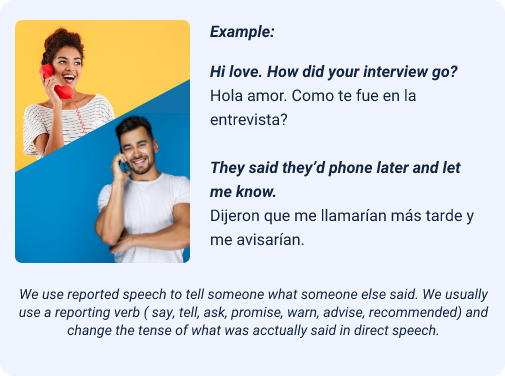 Example:
Hi love. How did your interview go?
Hola amor. Como te fue en la
entrevista?
They said they’d phone later and let
me know.
Dijeron que me llamarían más tarde y
me avisarían.
We use reported speech to tell someone what someone else said. We usually
use a reporting verb ( say, tell, ask, promise, warn, advise, recommended) and
change the tense of what was acctually said in direct speech.